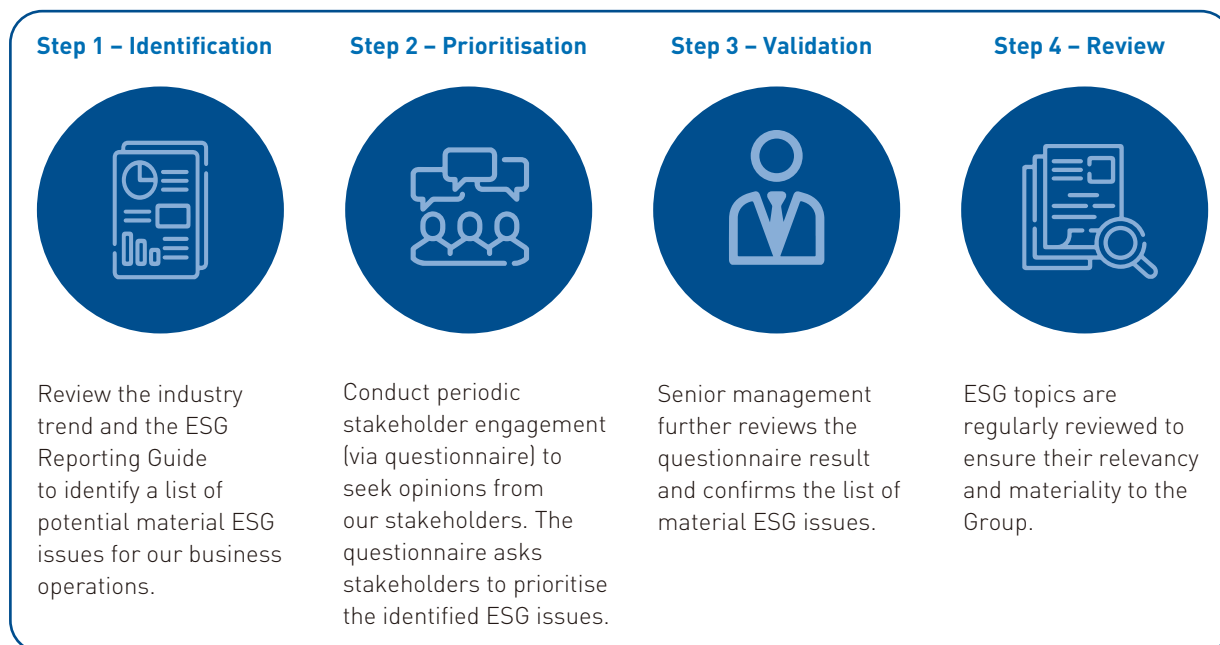 Step 1 – Identification
Review the industry
trend and the ESG
Reporting Guide
to identify a list of
potential material ESG
issues for our business
operations.
Step 2 – Prioritisation
Conduct periodic
stakeholder engagement
(via questionnaire) to
seek opinions from
our stakeholders. The
questionnaire asks
stakeholders to prioritise
the identified ESG issues.
Step 3 – Validation
Senior management
further reviews the
questionnaire result
and confirms the list of
material ESG issues.
Step 4 – Review
ESG topics are
regularly reviewed to
ensure their relevancy
and materiality to the
Group.